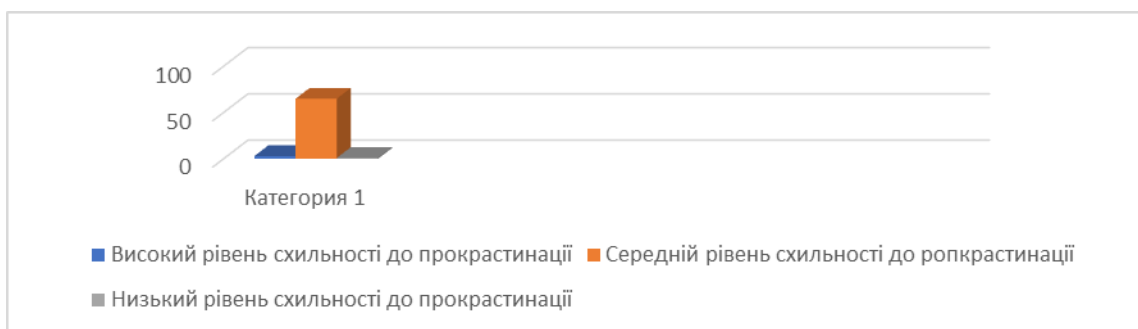 100
50
0
Категория 1
Високий рівень схильності до прокрастинації Середній рівень схильності до ропкрастинації
Низький рівень схильності до прокрастинації